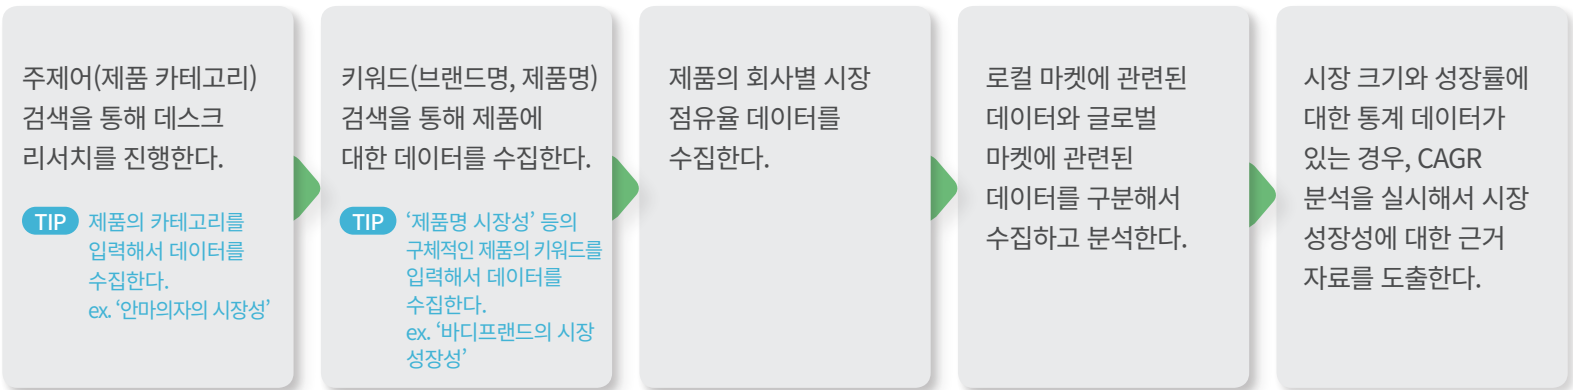 주제어(제품 카테고리)
검색을 통해 데스크
리서치를 진행한다.
TIP 제품의 카테고리를
입력해서 데이터를
수집한다.
ex. ‘안마의자의 시장성’
키워드(브랜드명, 제품명)
검색을 통해 제품에
대한 데이터를 수집한다.
TIP ‘제품명 시장성’ 등의
구체적인 제품의 키워드를
입력해서 데이터를
수집한다.
ex. ‘바디프랜드의 시장
성장성’
제품의 회사별 시장
점유율 데이터를
수집한다.
로컬 마켓에 관련된
데이터와 글로벌
마켓에 관련된
데이터를 구분해서
수집하고 분석한다.
시장 크기와 성장률에
대한 통계 데이터가
있는 경우, CAGR
분석을 실시해서 시장
성장성에 대한 근거
자료를 도출한다.